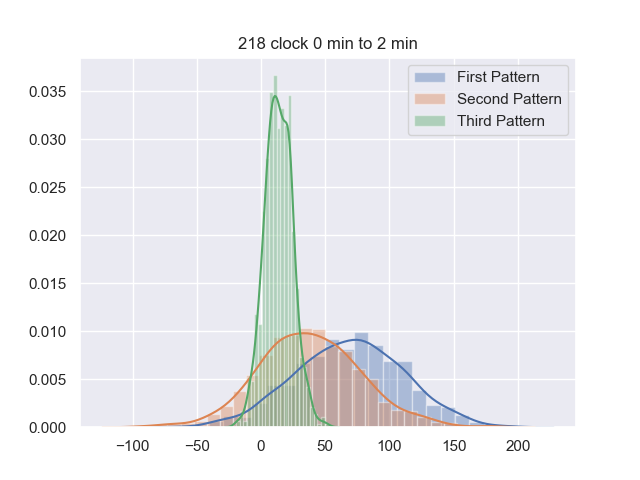 218 clock 0 min to 2 min
First Pattern
Second Pattern
Third Pattern
0.035
0.030
0.025
0.020
0.015
0.010
0.005
0.000
−100 −50 0 50 100 150 200